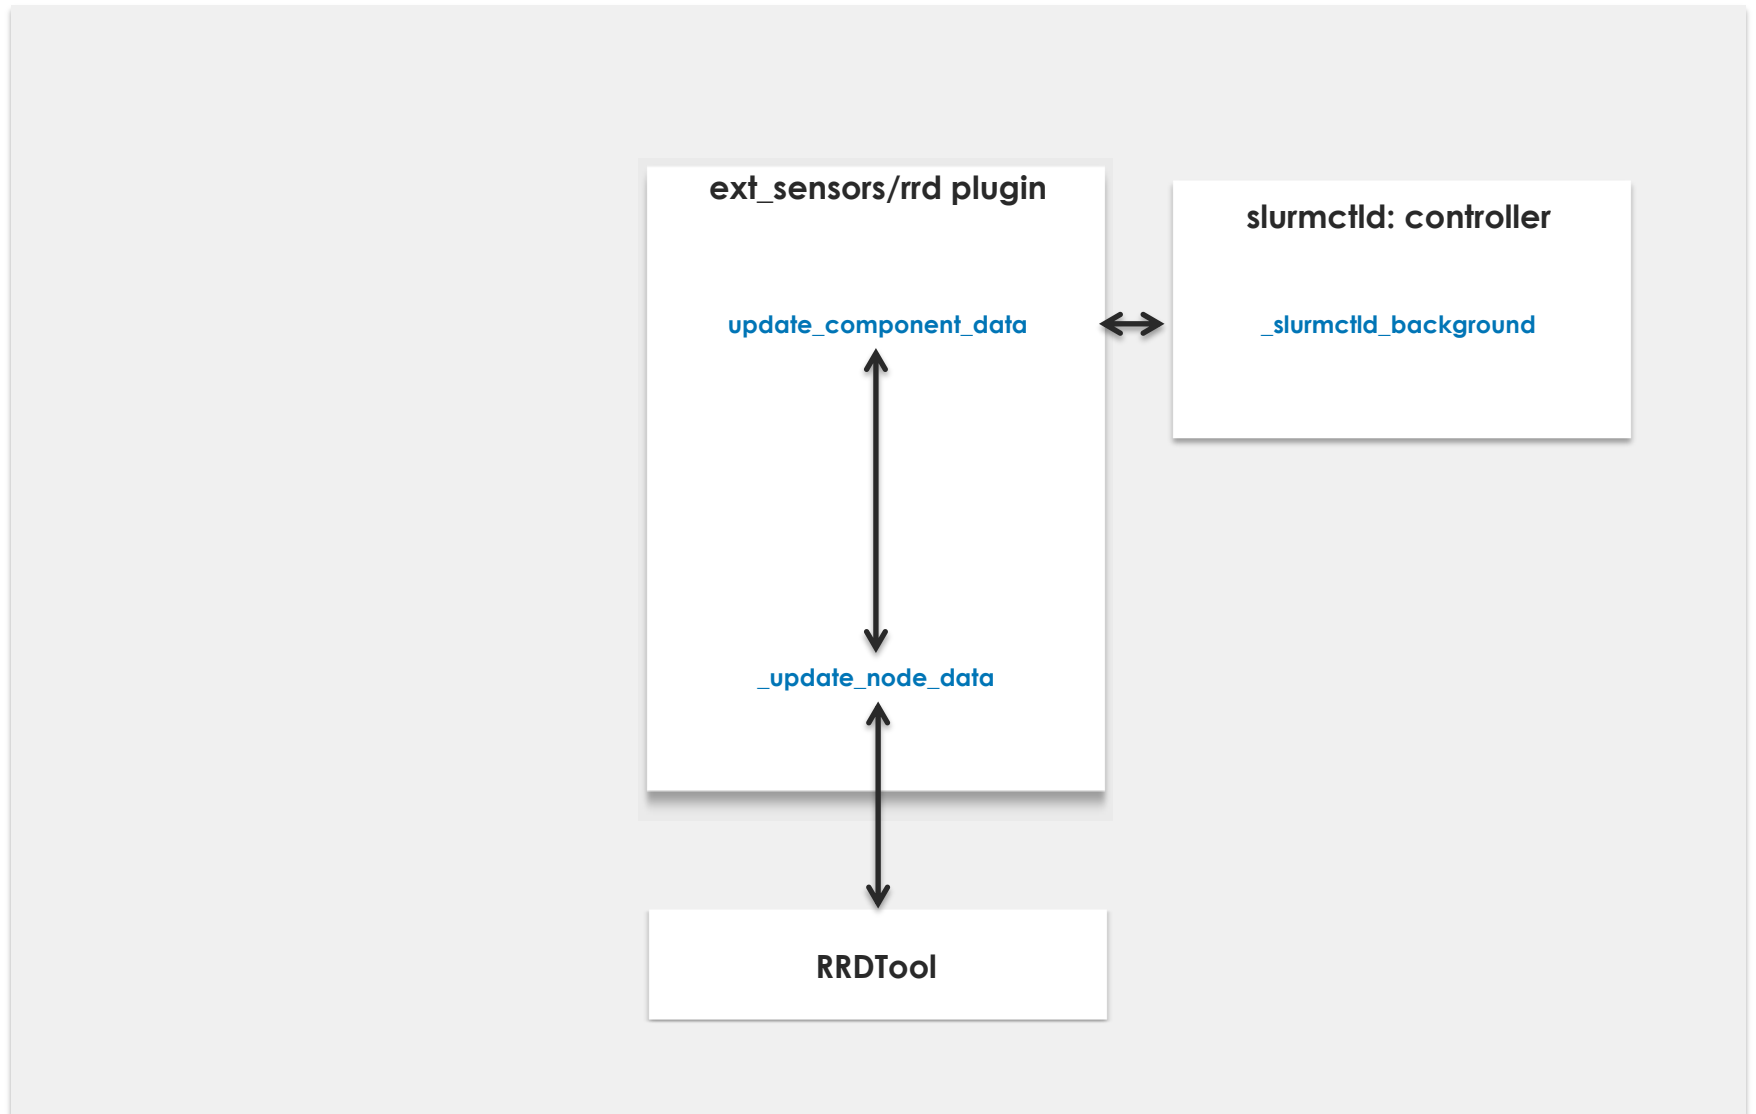 ext_sensors/rrd plugin
slurmctld: controller
update_component_data
_slurmctld_background
_update_node_data
RRDTool